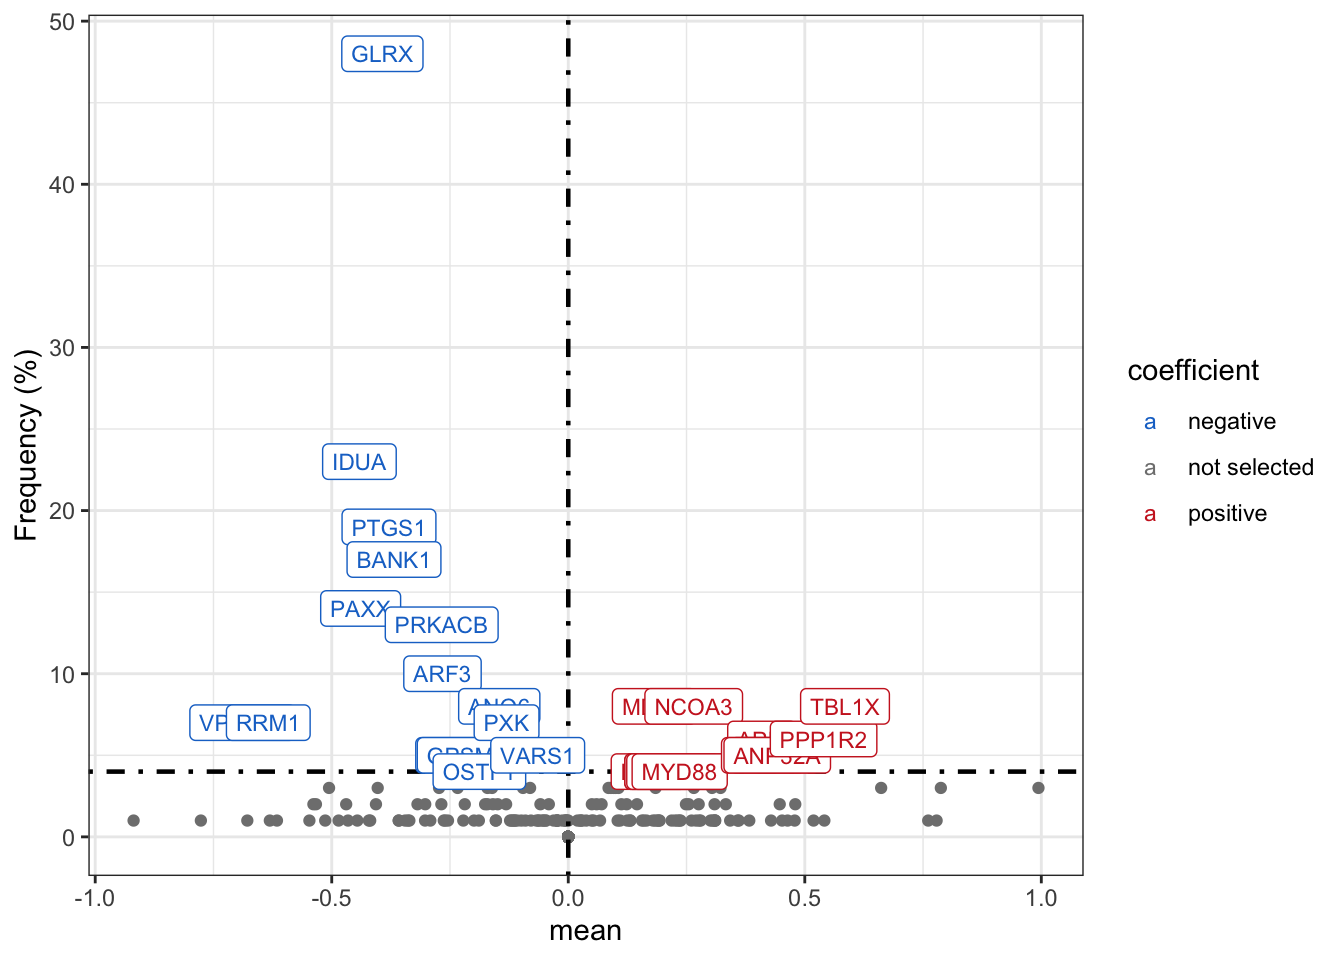 50
40
30
20
10
0
Frequency (%)
GLRX
IDUA
PTGS1
BANK1
PAXX
PRKACB
ARF3
PXK
RRM1
VARS1
NCOA3
TBL1X
PPP1R2
MYD88
-1.0 -0.5 0.0 0.5 1.0
mean
coefficient
a negative
a not selected
a positive